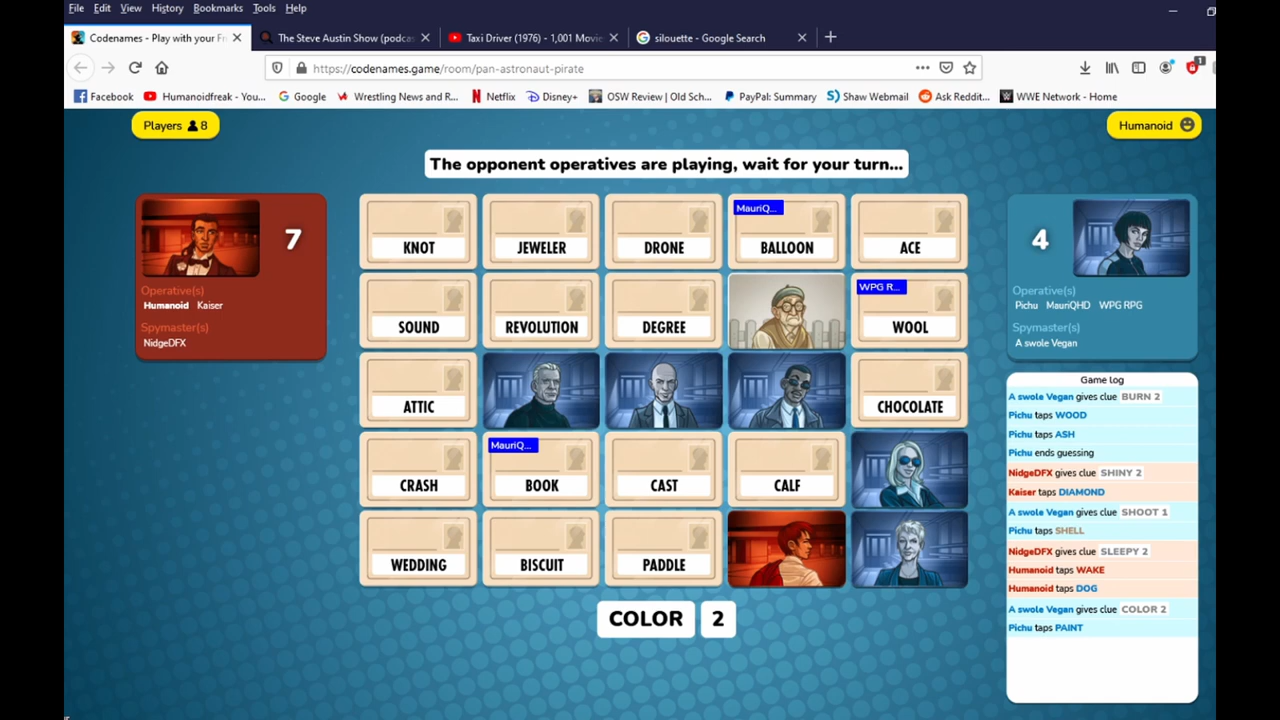 File Edit View History Bookmarks Tools Help
Codenames - Play with your Fr
The Steve Austin Show (podca
Taxi Driver (1976) - 1,001 Movie
silouette - Google Search
https://codenames.game/room/pan-astronaut-pirate
1
Facebook Humanoidfreak - You... Google Wrestling News and R... Netflix Disney+ OSW Review | Old Sch... PayPal: Summary Shaw Webmail Ask Reddit... WWE Network - Home
Players 8
Humanoid
The opponent operatives are playing, wait for your turn...
7
Operative(s)
Humanoid Kaiser
Spymaster(s)
NidgeDFX
MauriQ...
KNOT JEWELER DRONE BALLOON ACE
WPG R...
SOUND REVOLUTION DEGREE WOOL
ATTIC CHOCOLATE
MauriQ...
CRASH BOOK CAST CALF
WEDDING BISCUIT PADDLE
COLOR 2
4
Operative(s)
Pichu MauriQHD WPG RPG
Spymaster(s)
A swole Vegan
Game log
A swole Vegan gives clue BURN 2
Pichu taps WOOD
Pichu taps ASH
Pichu ends guessing
NidgeDFX gives clue SHINY 2
Kaiser taps DIAMOND
A swole Vegan gives clue SHOOT 1
Pichu taps SHELL
NidgeDFX gives clue SLEEPY 2
Humanoid taps WAKE
Humanoid taps DOG
A swole Vegan gives clue COLOR 2
Pichu taps PAINT